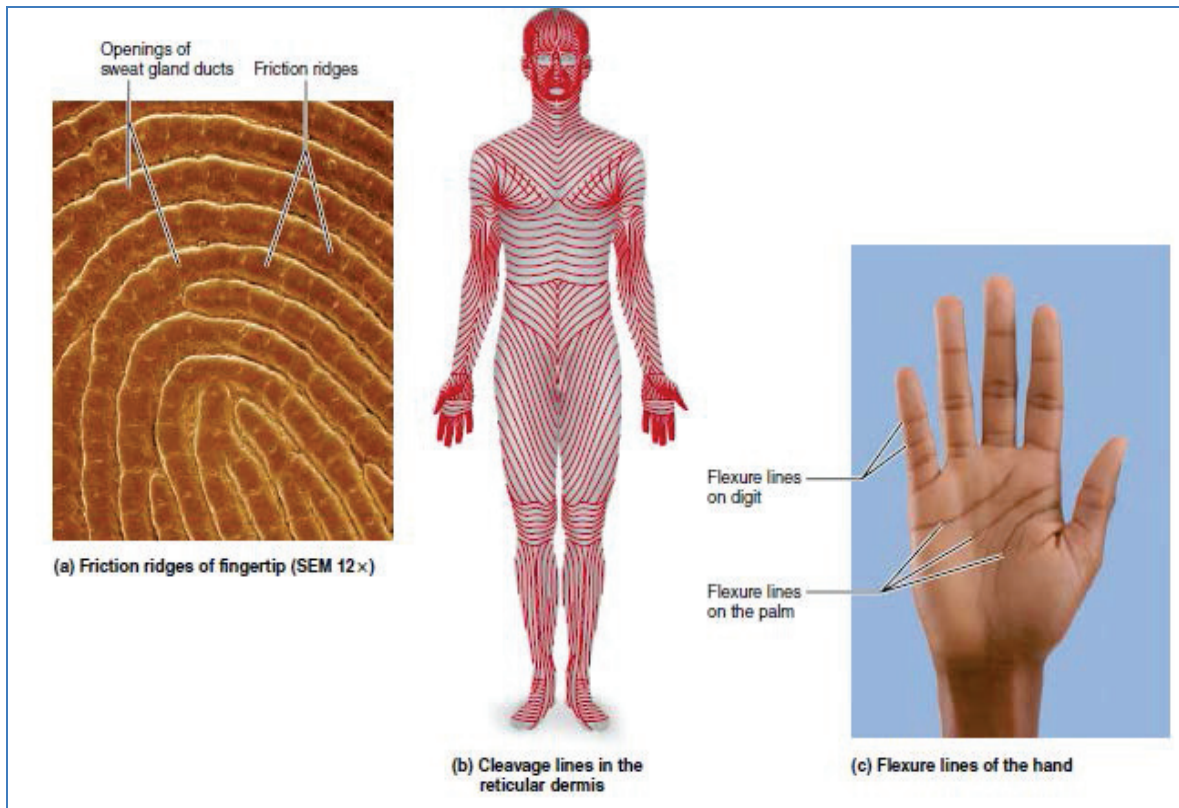 Openings of
sweat gland ducts
Friction ridges
(a) Friction ridges of fingertip (SEM 12×)
(b) Cleavage lines in the
reticular dermis
Flexure lines
on digit
Flexure lines
on the palm
(c) Flexure lines of the hand